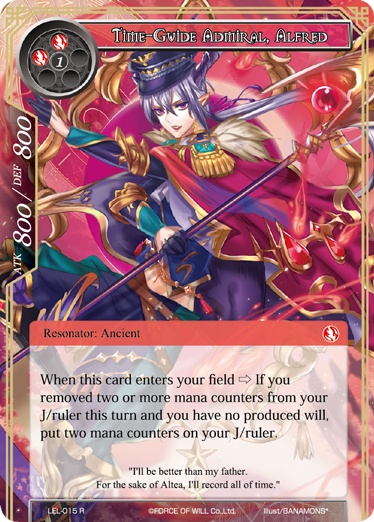 Time-Gwide Admiral, Alfred
1
ATK 800 / DEF 800
Resonator: Ancient
When this card enters your field ⇨ If you
removed two or more mana counters from your
J/ruler this turn and you have no produced will,
put two mana counters on your J/ruler.
"I'll be better than my father.
For the sake of Altea, I'll record all of time."
LEL-015 R ©FORCE OF WILL Co.,Ltd. Illust/BANAMONS*